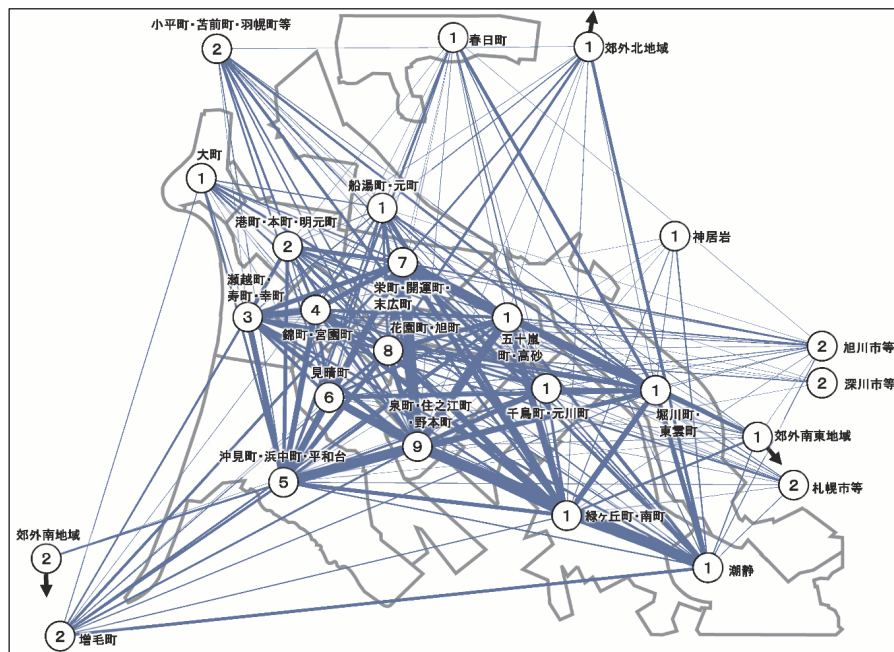 小平町・苫前町・羽幌町等
2
1
春日町
1
郊外北地域
大町
1
船湯町・元町
1
港町・本町・明元町
2
1
神居岩
7
瀬越町・
寿町・幸町
栄町・開運町・
末広町
3
4
錦町・宮園町
花園町・旭町
1
五十嵐
町・高砂
8
2
旭川市等
見晴町
6
2
深川市等
1
千鳥町・元川町
1
堀川町・
東雲町
泉町・住之江町
・野本町
9
1
郊外南東地域
沖見町・浜中町・平和台
5
2
札幌市等
1
緑ヶ丘町・南町
郊外南地域
2
1
潮静
2
増毛町